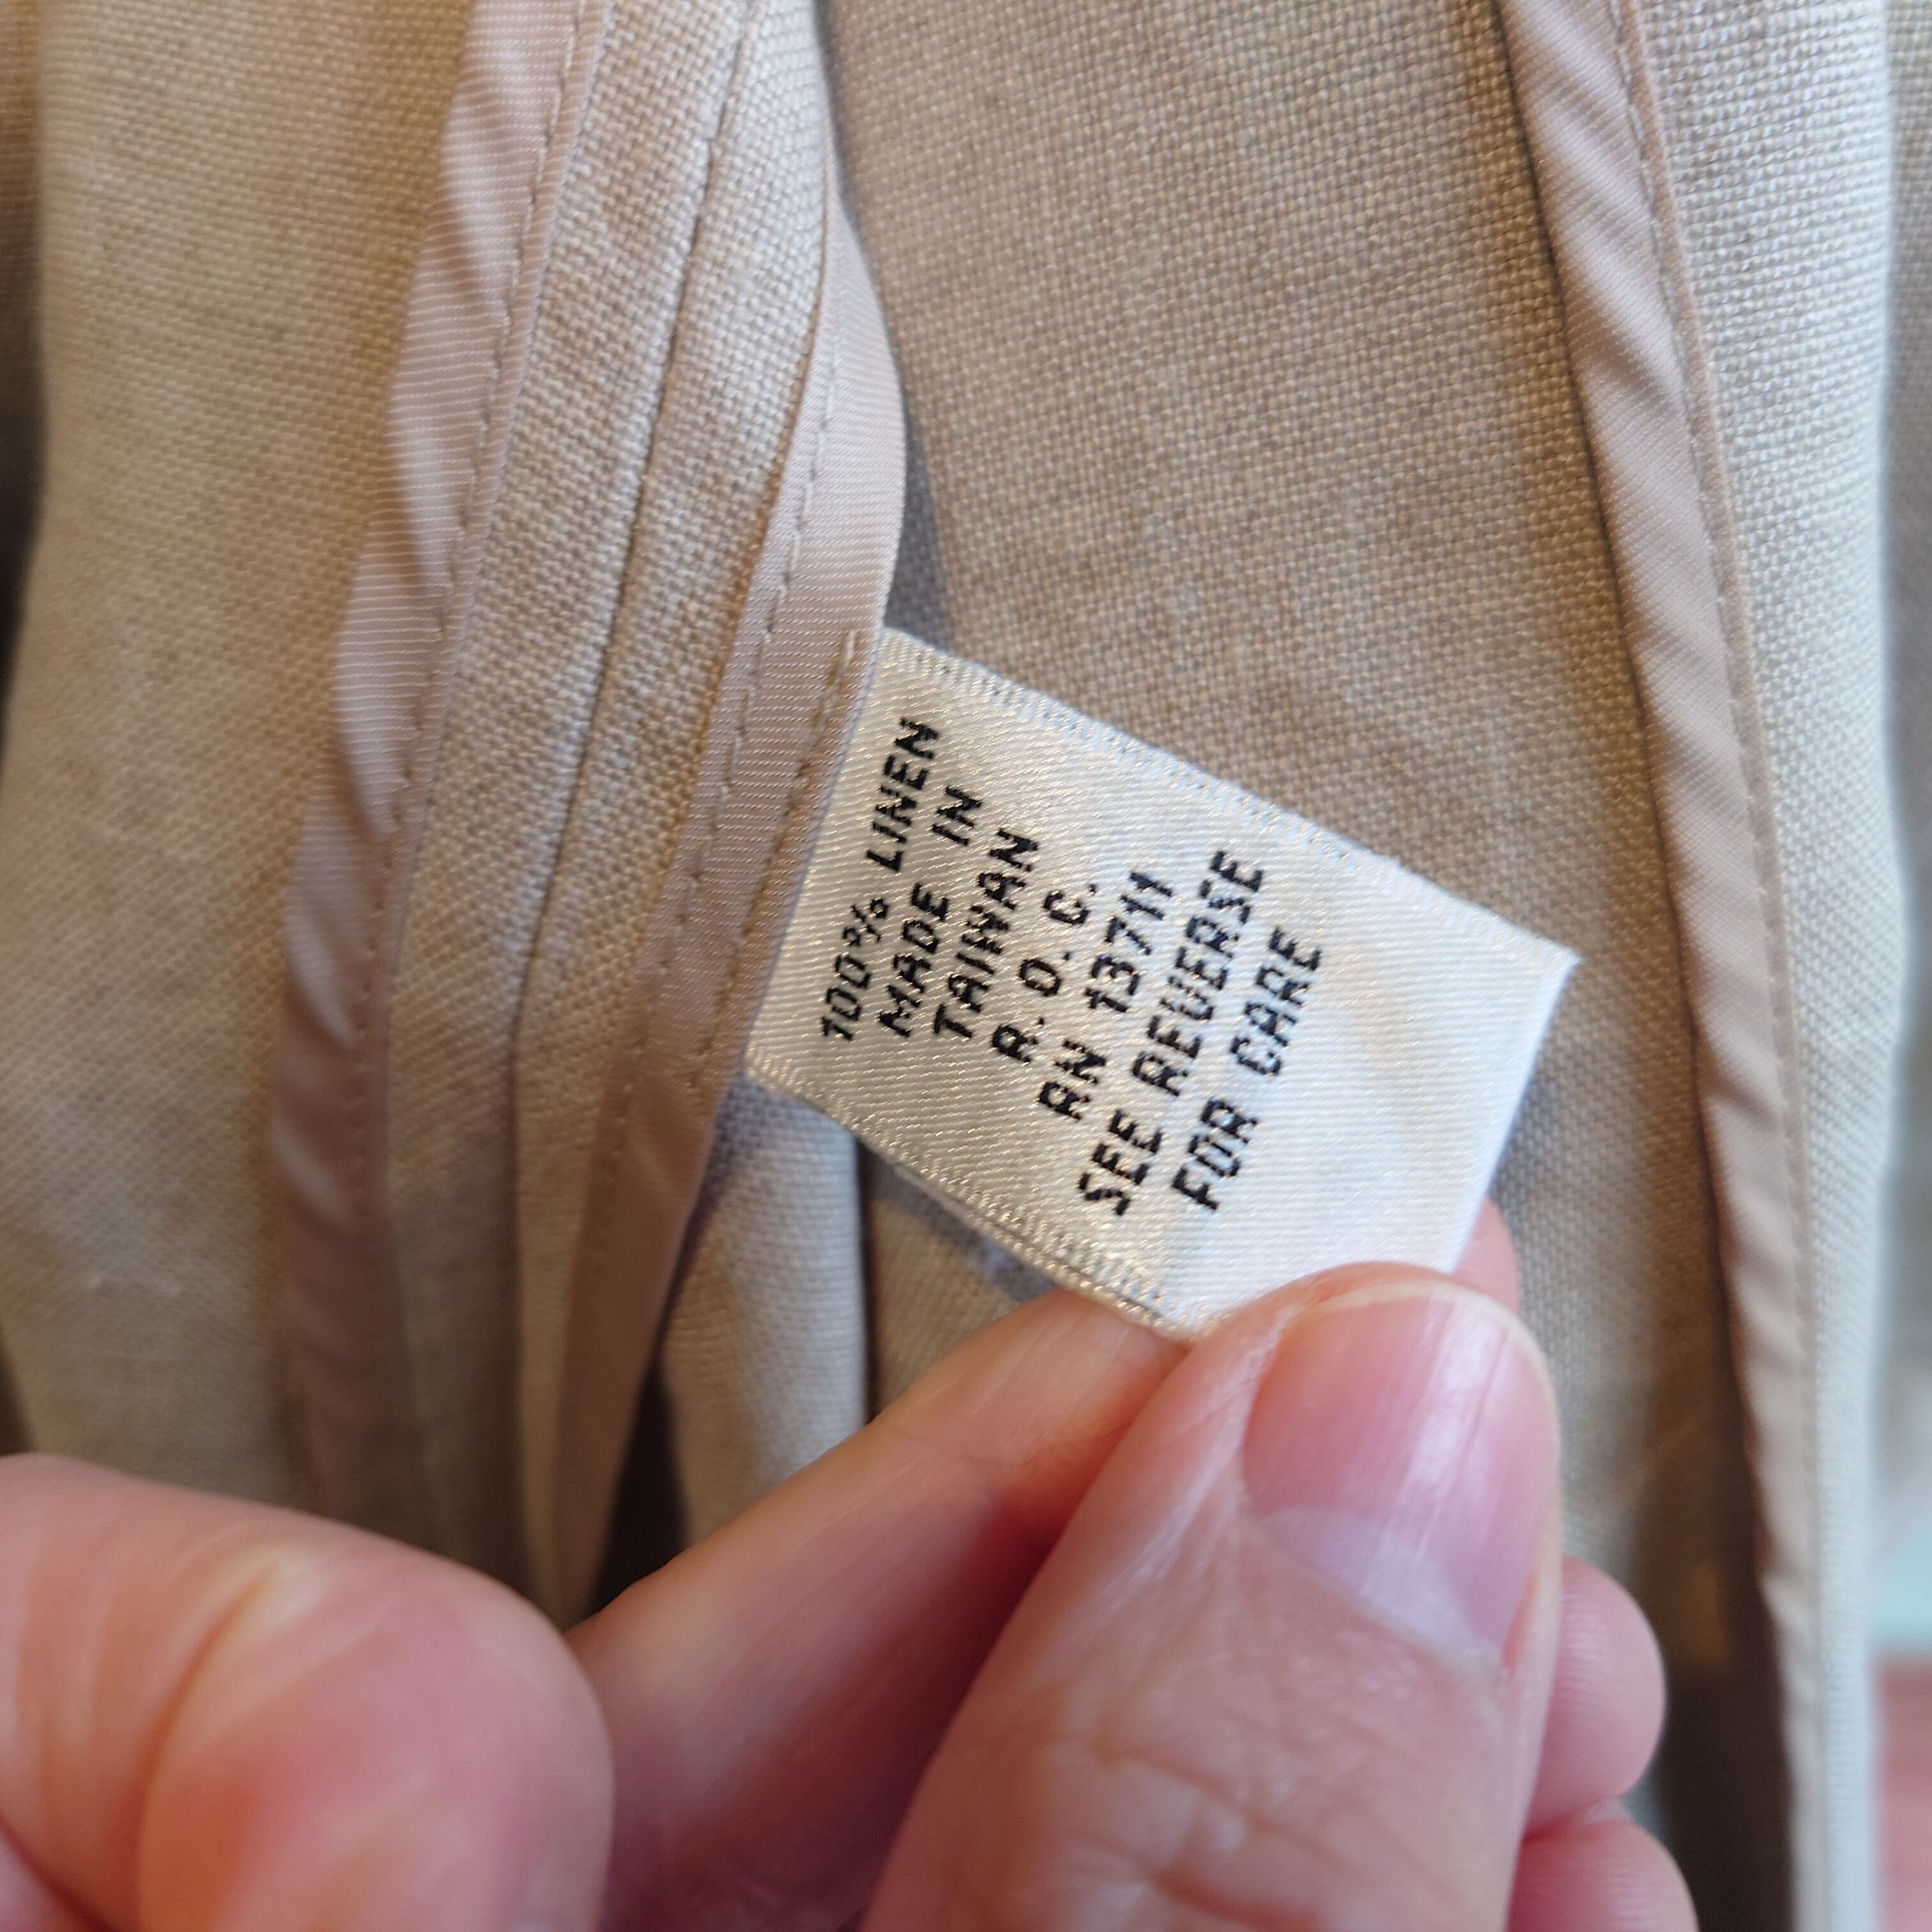 100% LINEN
MADE IN
TAIWAN
R.O.C.
RN 13711
SEE REVERSE
FOR CARE